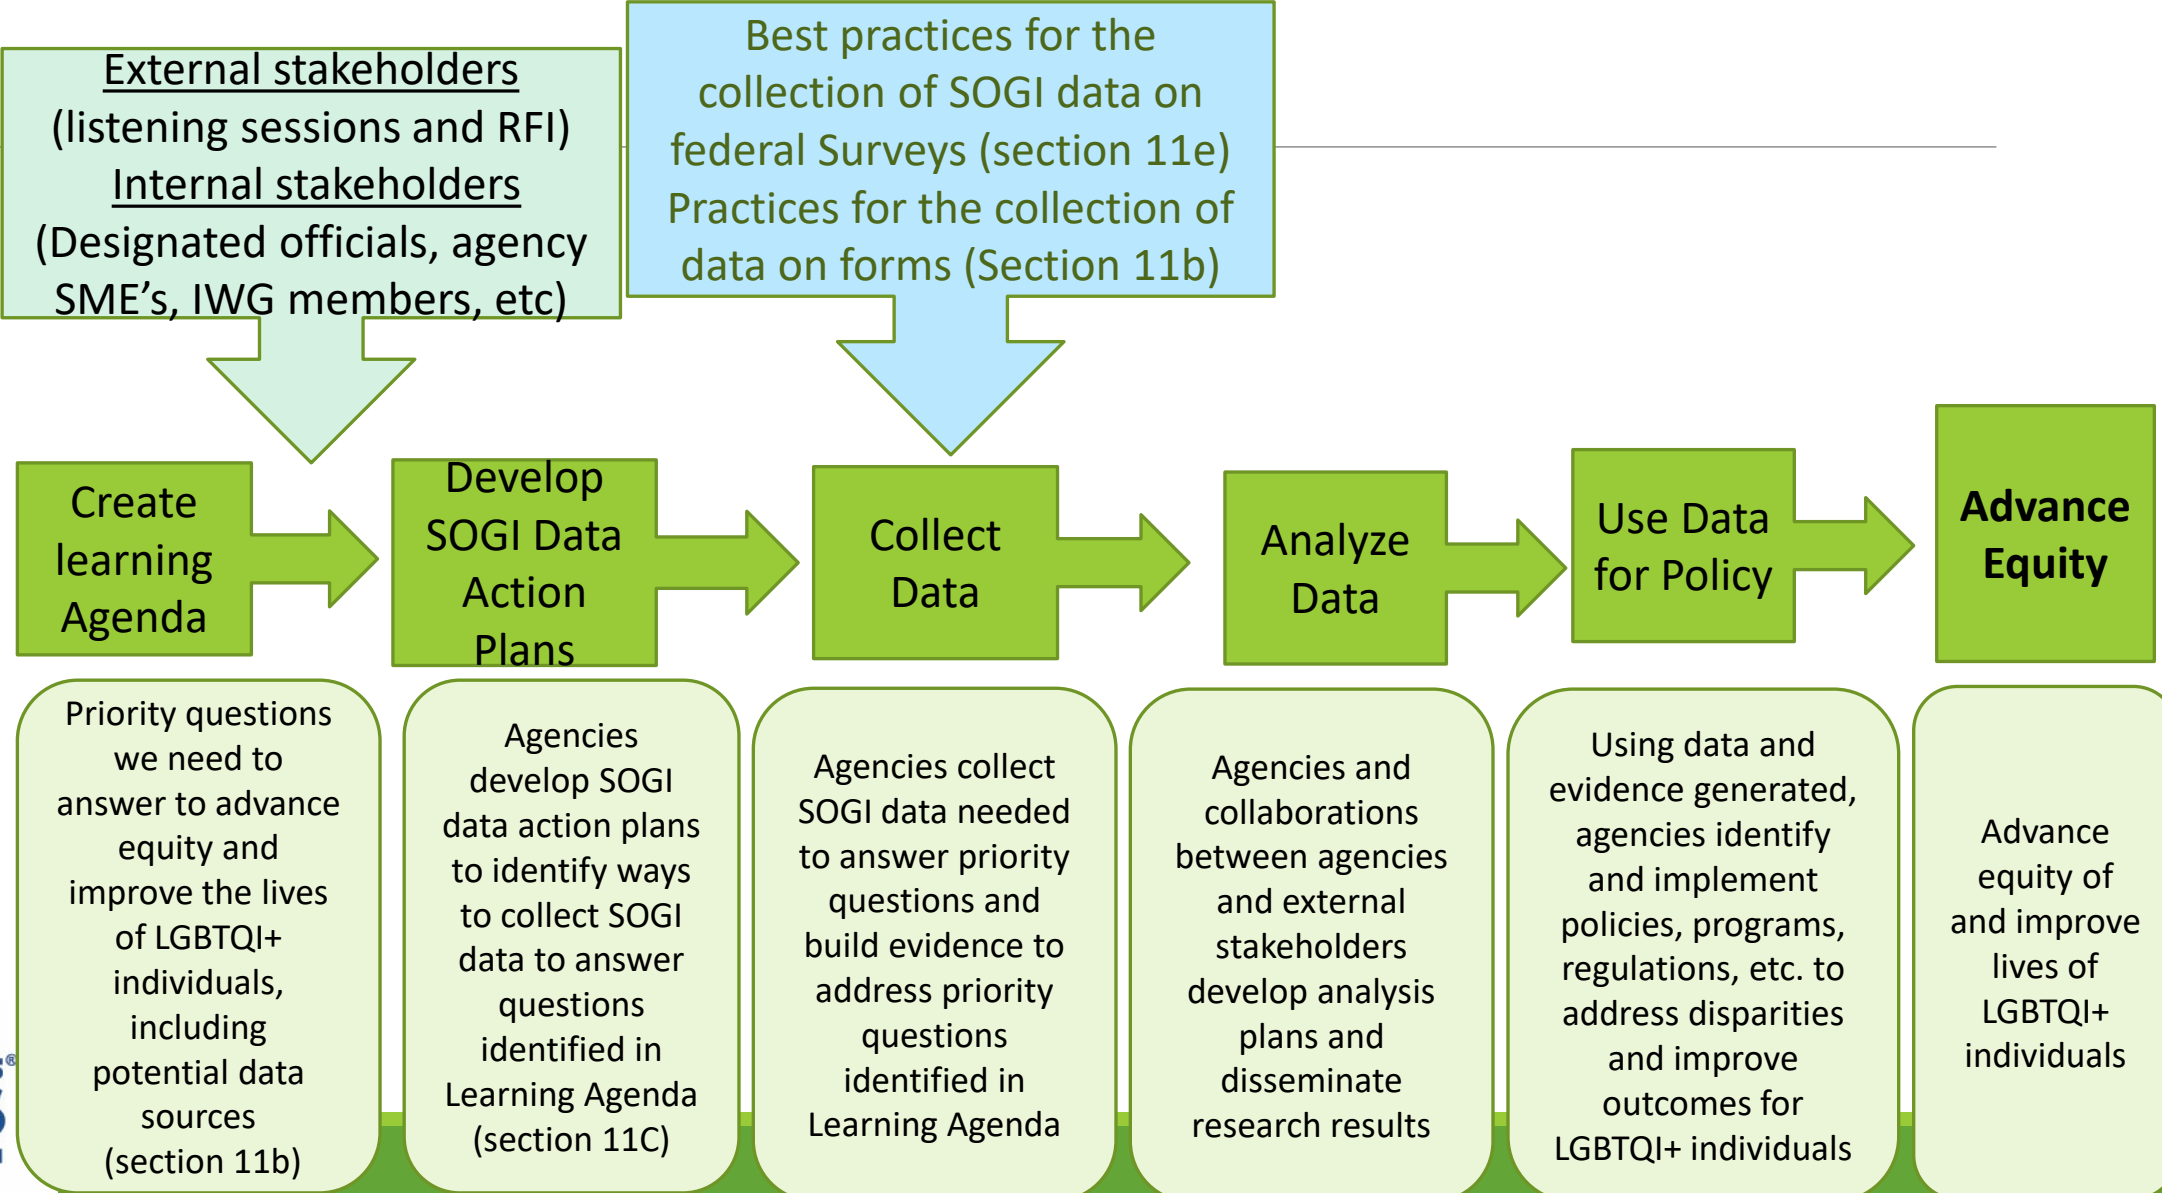 External stakeholders
(listening sessions and RFI)
Internal stakeholders
(Designated officials, agency
SME’s, IWG members, etc)
Best practices for the
collection of SOGI data on
federal Surveys (section 11e)
Practices for the collection of
data on forms (Section 11b)
Create
learning
Agenda
Develop
SOGI Data
Action
Plans
Collect
Data
Analyze
Data
Use Data
for Policy
Advance
Equity
Priority questions
we need to
answer to advance
equity and
improve the lives
of LGBTQI+
individuals,
including
potential data
sources
(section 11b)
Agencies
develop SOGI
data action plans
to identify ways
to collect SOGI
data to answer
questions
identified in
Learning Agenda
(section 11C)
Agencies collect
SOGI data needed
to answer priority
questions and
build evidence to
address priority
questions
identified in
Learning Agenda
Agencies and
collaborations
between agencies
and external
stakeholders
develop analysis
plans and
disseminate
research results
Using data and
evidence generated,
agencies identify
and implement
policies, programs,
regulations, etc. to
address disparities
and improve
outcomes for
LGBTQI+ individuals
Advance
equity of
and improve
lives of
LGBTQI+
individuals